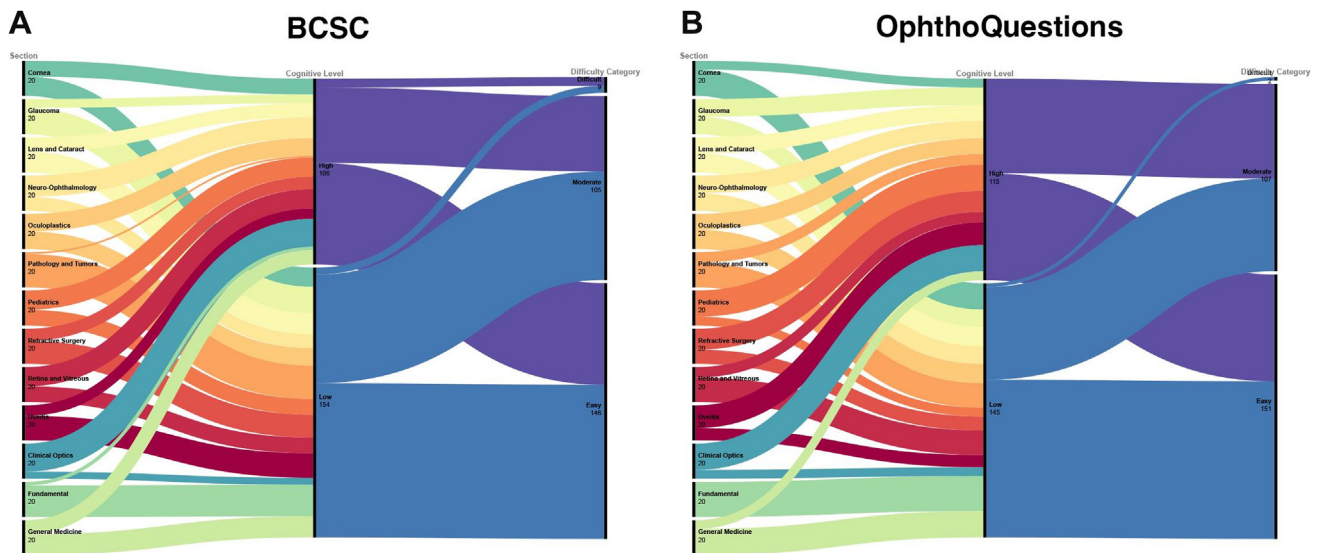 A
BCSC
Section
Cornea
20
Glaucoma
20
Lens and Cataract
20
Neuro-Ophthalmology
20
Oculoplastics
20
Pathology and Tumors
20
Pediatrics
20
Refractive Surgery
20
Retina and Vitreous
20
Uveitis
20
Clinical Optics
20
Fundamental
20
General Medicine
20
Cognitive Level
High
106
Low
154
Difficulty Category
Difficult
9
Moderate
105
Easy
146
B
OphthoQuestions
Section
Cornea
20
Glaucoma
20
Lens and Cataract
20
Neuro-Ophthalmology
20
Oculoplastics
20
Pathology and Tumors
20
Pediatrics
20
Refractive Surgery
20
Retina and Vitreous
20
Uveitis
20
Clinical Optics
20
Fundamental
20
General Medicine
20
Cognitive Level
High
115
Low
145
Difficulty Category
Difficult
2
Moderate
107
Easy
151